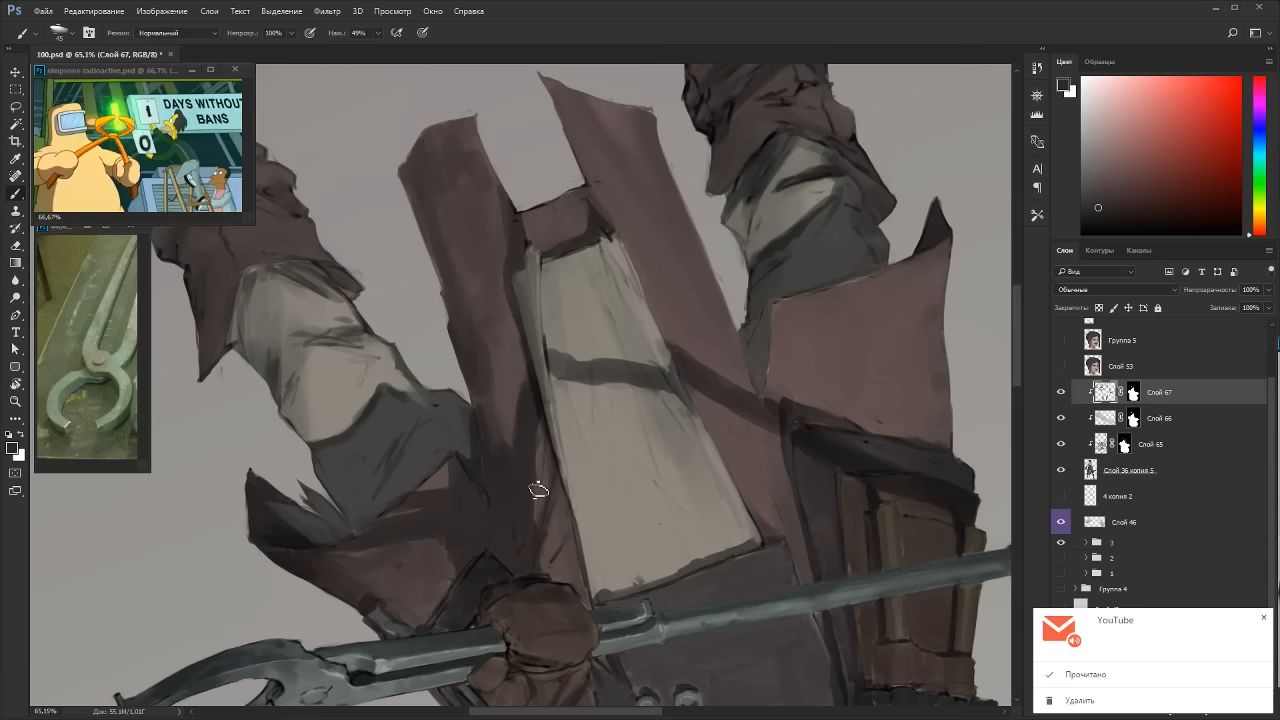 Ps Файл Редактирование Изображение Слои Текст Выделение Фильтр 3D Просмотр Окно Справка
45 Режим: Нормальный Непрозр.: 100% Наж.: 49%
100.psd @ 65,1% (Слой 67, RGB/8) *
simpsons-radioactive.psd @ 66,7% (...
DAYS WITHOUT
BANS
66,67%
Цвет Образцы
Слои Контуры Каналы
Вид
Обычные Непрозрачность: 100%
Закрепить: Заливка: 100%
Группа 5
Слой 53
Слой 67
Слой 66
Слой 65
Слой 36 копия 5
4 копия 2
Слой 46
3
2
1
Группа 4
YouTube
Прочитано
Удалить
65,15% Док: 55,1M/1,01Г